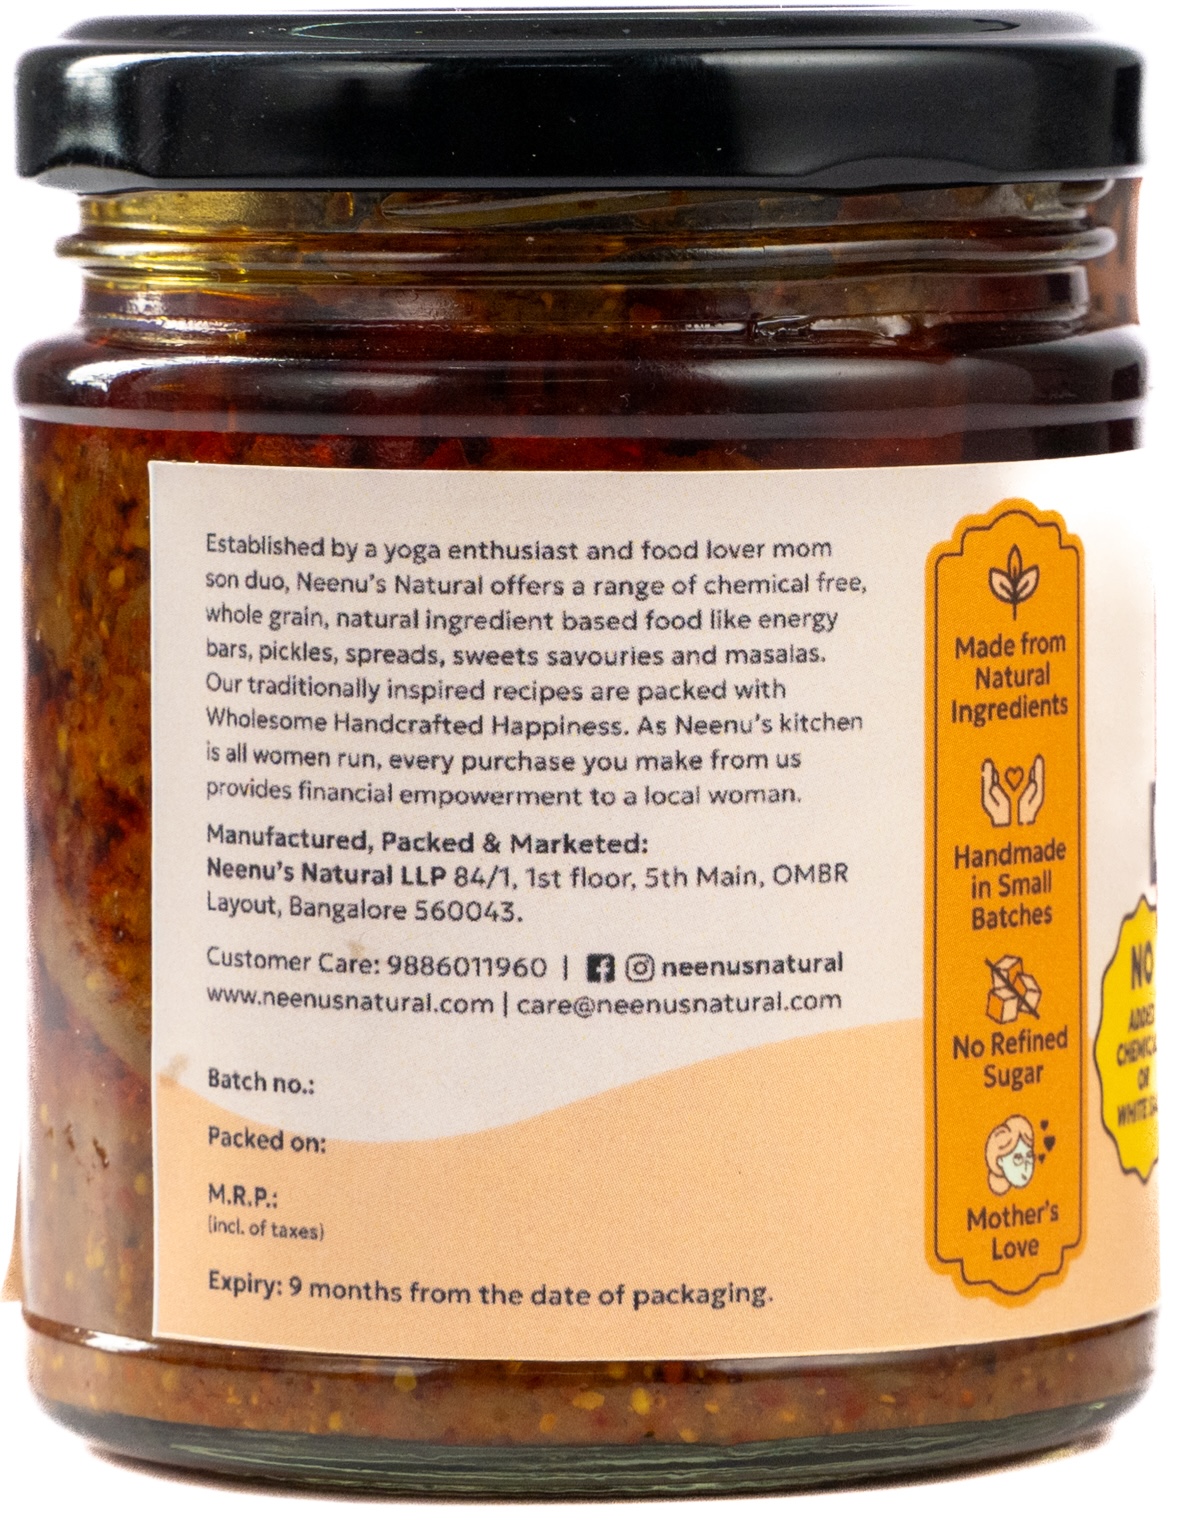 Established by a yoga enthusiast and food lover mom
son duo, Neenu's Natural offers a range of chemical free,
whole grain, natural ingredient based food like energy
bars, pickles, spreads, sweets savouries and masalas.
Our traditionally inspired recipes are packed with
Wholesome Handcrafted Happiness. As Neenu's kitchen
is all women run, every purchase you make from us
provides financial empowerment to a local woman.
Manufactured, Packed & Marketed:
Neenu's Natural LLP 84/1, 1st floor, 5th Main, OMBR
Layout, Bangalore 560043.
Customer Care: 9886011960 | neenusnatural
www.neenusnatural.com | care@neenusnatural.com
Batch no.:
Packed on:
M.R.P.:
(incl. of taxes)
Expiry: 9 months from the date of packaging.
Made from
Natural
Ingredients
Handmade
in Small
Batches
No Refined
Sugar
Mother's
Love
NO
OR
WHITE